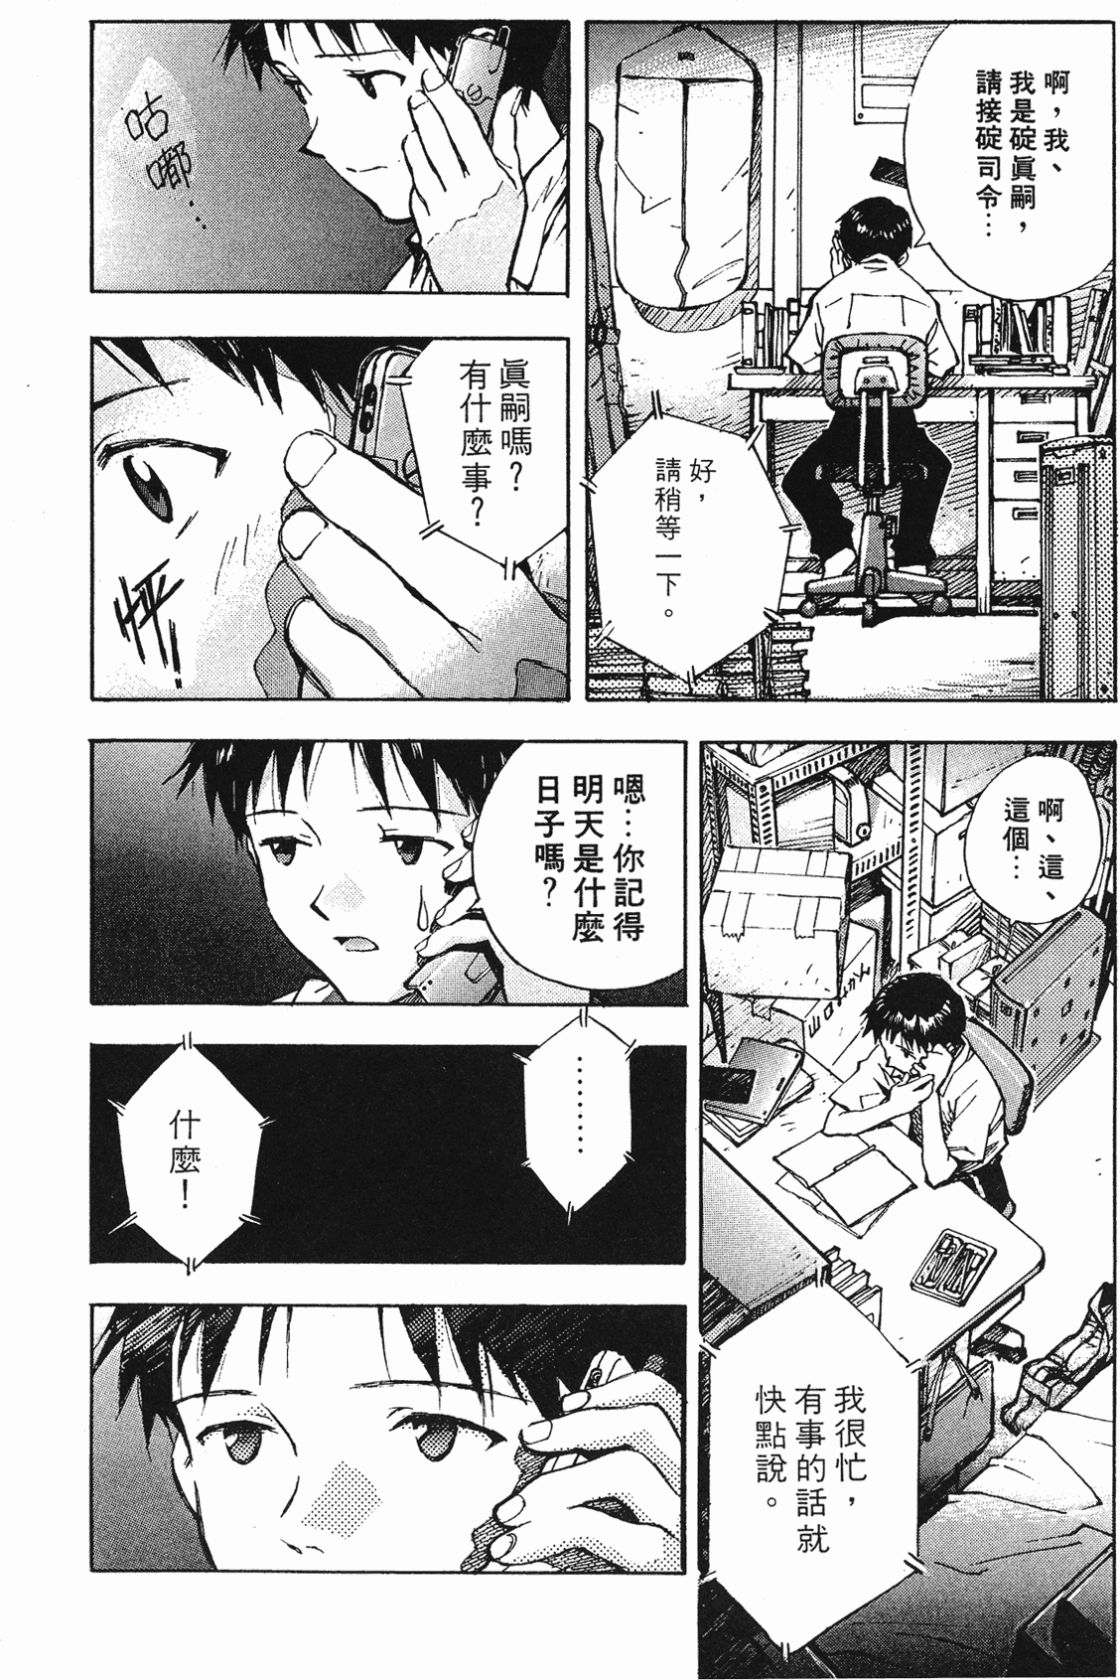 啊，我、
我是碇眞嗣，
請接碇司令…
好，
請稍等一下。
咕
嘟…
眞嗣嗎？
有什麼事？
怦！
啊、這、
這個…
我很忙，
有事的話就
快點說。
嗯…你記得
明天是什麼
日子嗎？
………
什麼！